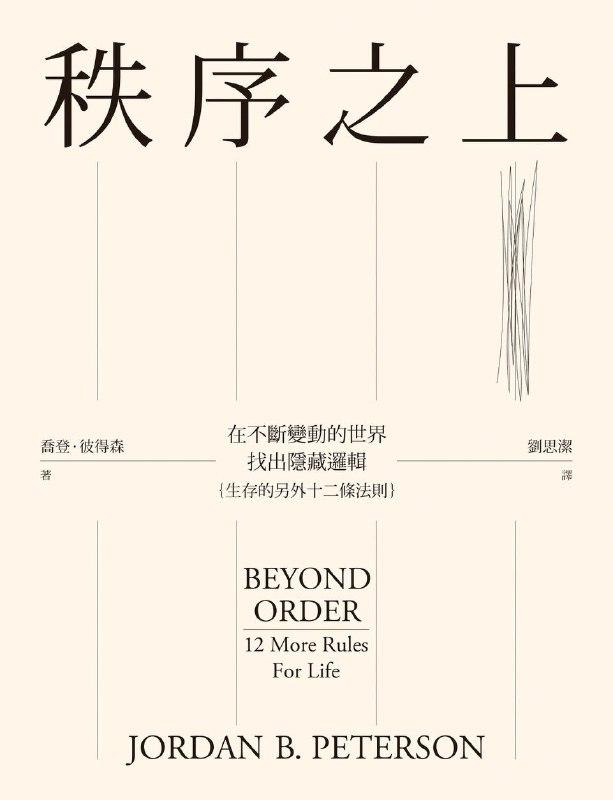 秩序之上
在不斷變動的世界
找出隱藏邏輯
{生存的另外十二條法則}
喬登·彼得森
著
劉思潔
譯
BEYOND
ORDER
12 More Rules
For Life
JORDAN B. PETERSON